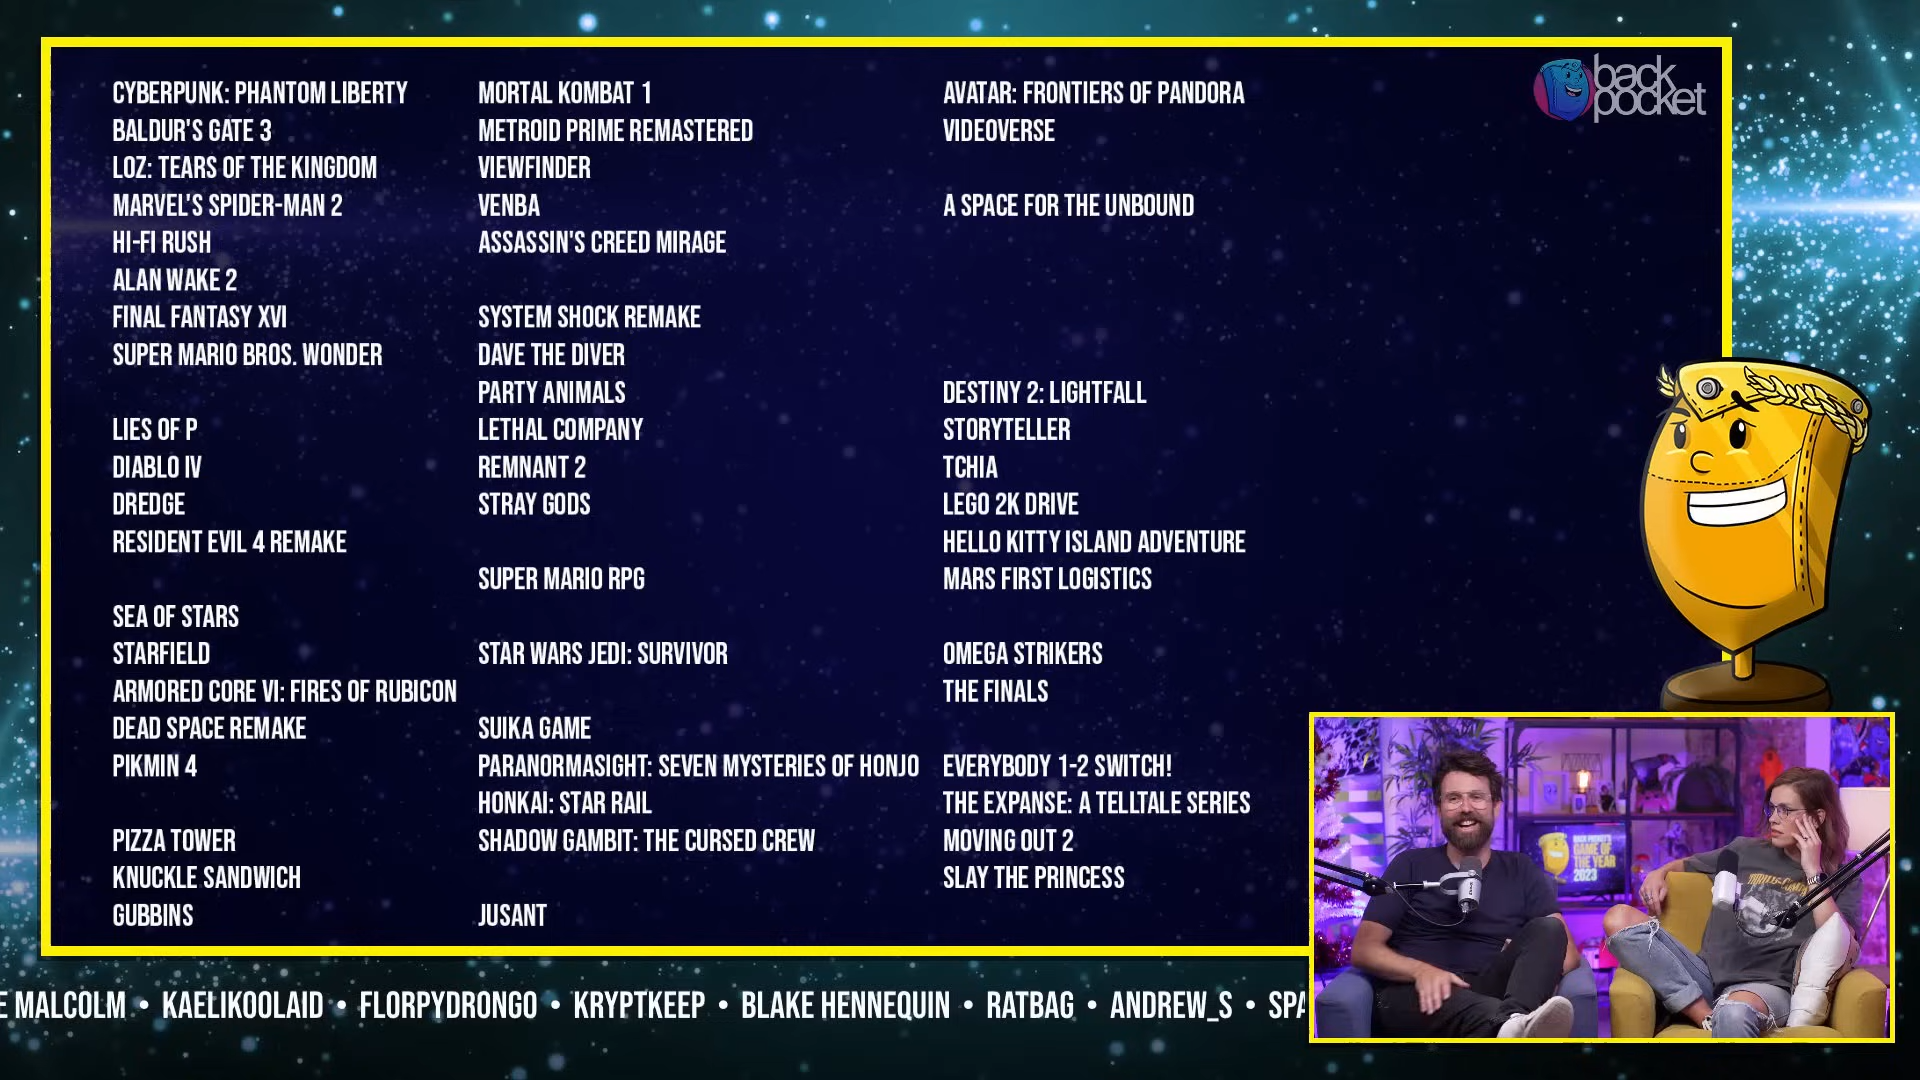 CYBERPUNK: PHANTOM LIBERTY
BALDUR'S GATE 3
LOZ: TEARS OF THE KINGDOM
MARVEL'S SPIDER-MAN 2
HI-FI RUSH
ALAN WAKE 2
FINAL FANTASY XVI
SUPER MARIO BROS. WONDER
LIES OF P
DIABLO IV
DREDGE
RESIDENT EVIL 4 REMAKE
SEA OF STARS
STARFIELD
ARMORED CORE VI: FIRES OF RUBICON
DEAD SPACE REMAKE
PIKMIN 4
PIZZA TOWER
KNUCKLE SANDWICH
GUBBINS
MORTAL KOMBAT 1
METROID PRIME REMASTERED
VIEWFINDER
VENBA
ASSASSIN'S CREED MIRAGE
SYSTEM SHOCK REMAKE
DAVE THE DIVER
PARTY ANIMALS
LETHAL COMPANY
REMNANT 2
STRAY GODS
SUPER MARIO RPG
STAR WARS JEDI: SURVIVOR
SUIKA GAME
PARANORMASIGHT: SEVEN MYSTERIES OF HONJO
HONKAI: STAR RAIL
SHADOW GAMBIT: THE CURSED CREW
JUSANT
AVATAR: FRONTIERS OF PANDORA
VIDEOVERSE
A SPACE FOR THE UNBOUND
DESTINY 2: LIGHTFALL
STORYTELLER
TCHIA
LEGO 2K DRIVE
HELLO KITTY ISLAND ADVENTURE
MARS FIRST LOGISTICS
OMEGA STRIKERS
THE FINALS
EVERYBODY 1-2 SWITCH!
THE EXPANSE: A TELLTALE SERIES
MOVING OUT 2
SLAY THE PRINCESS
back
pocket
BACK POCKET'S
GAME OF
THE YEAR
2023
E MALCOLM • KAELIKOOLAID • FLORPYDRONGO • KRYPTKEEP • BLAKE HENNEQUIN • RATBAG • ANDREW_S • SPA